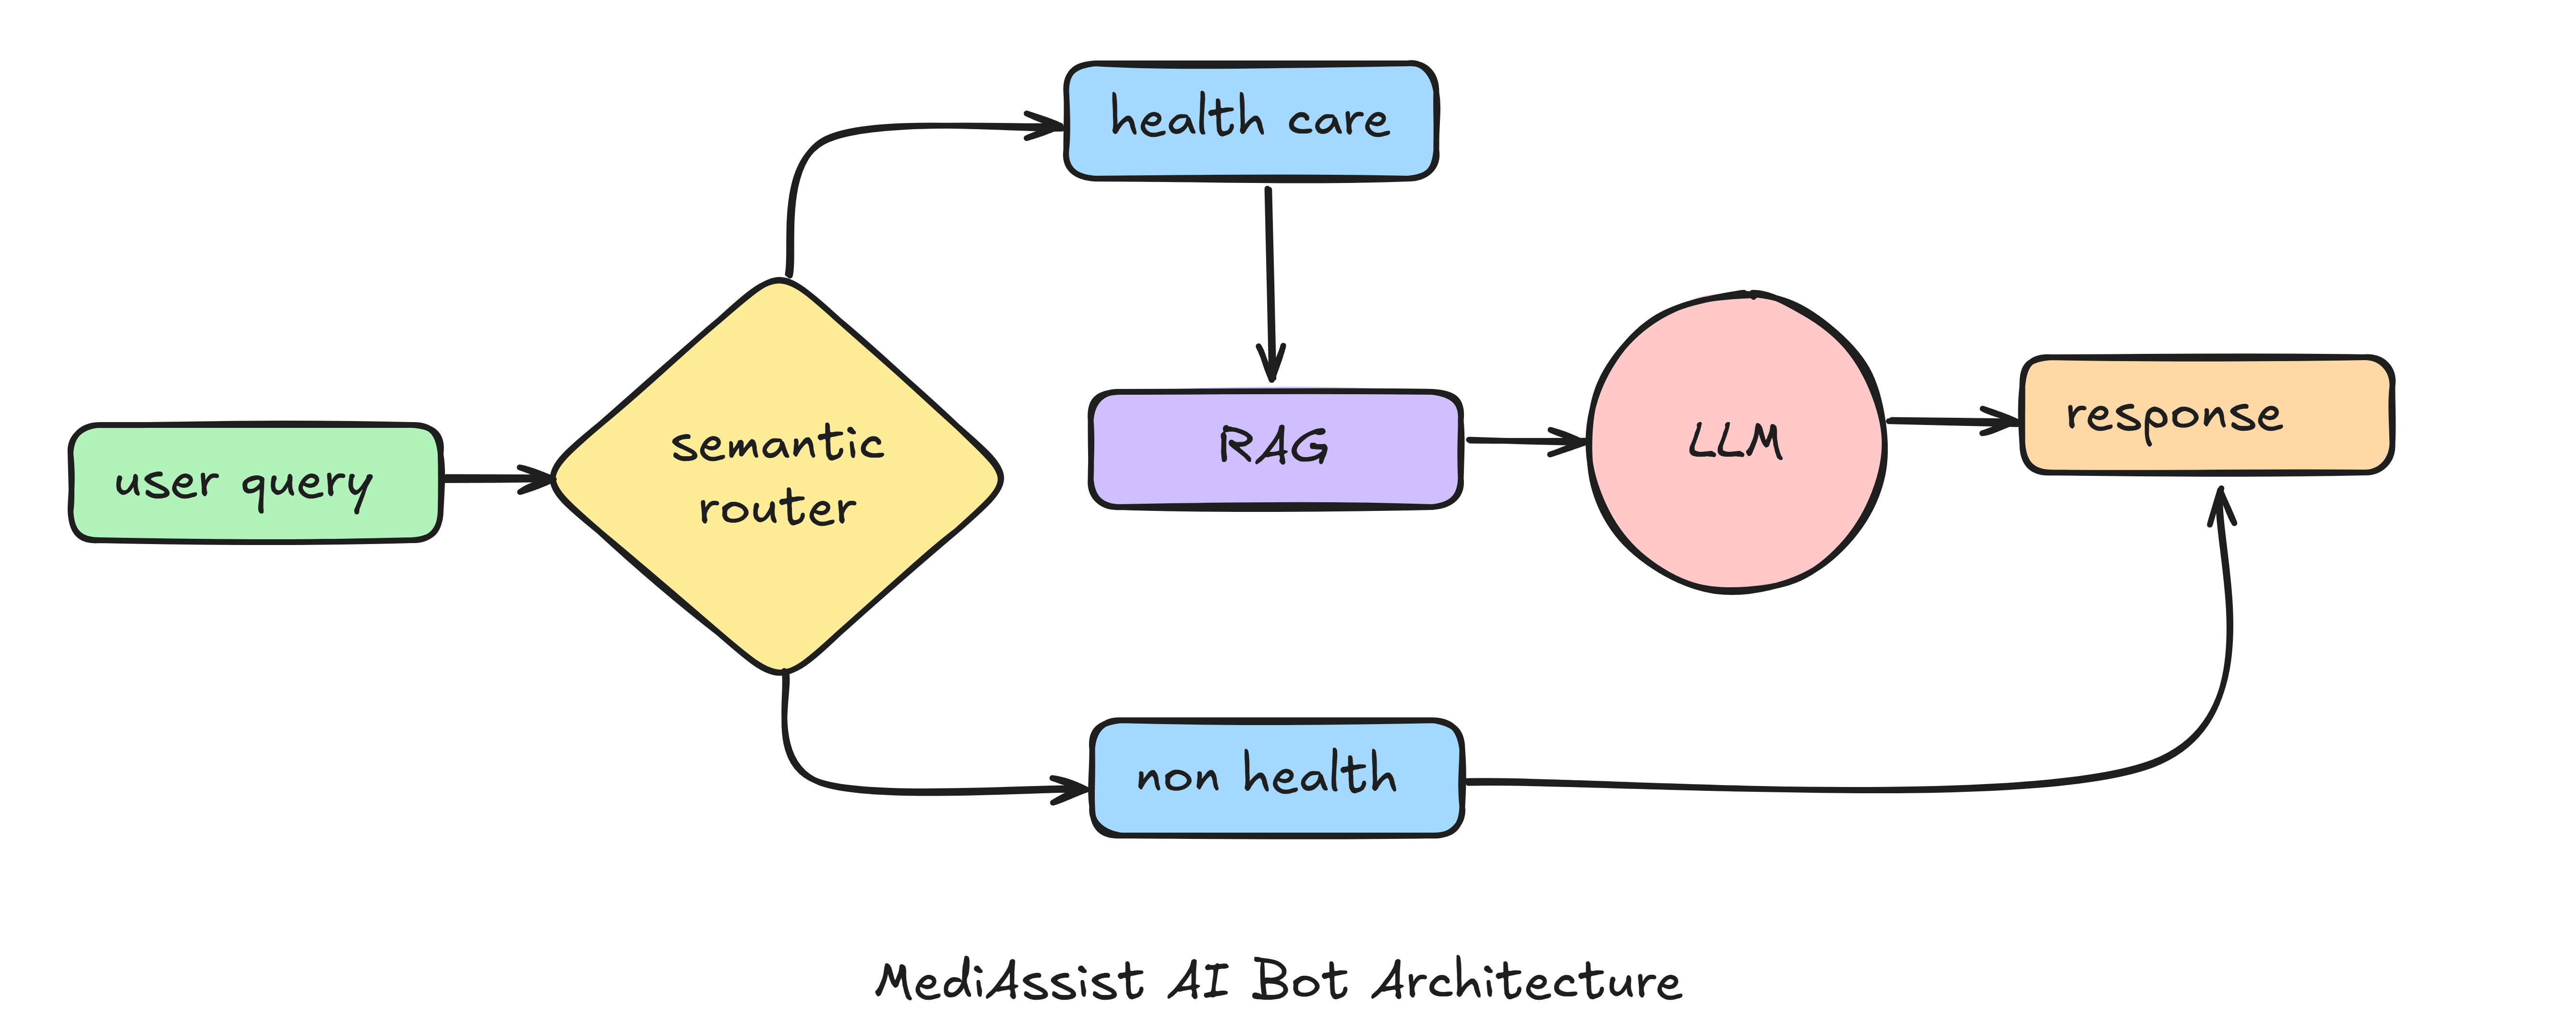 health care
user query
semantic
router
RAG
LLM
response
non health
MediAssist AI Bot Architecture